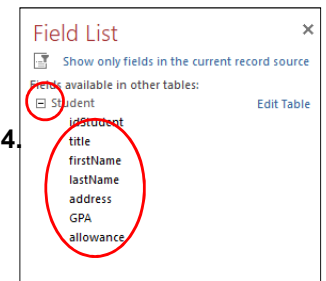 Field List
Show only fields in the current record source
Fields available in other tables:
Student Edit Table
4.
idStudent
title
firstName
lastName
address
GPA
allowance